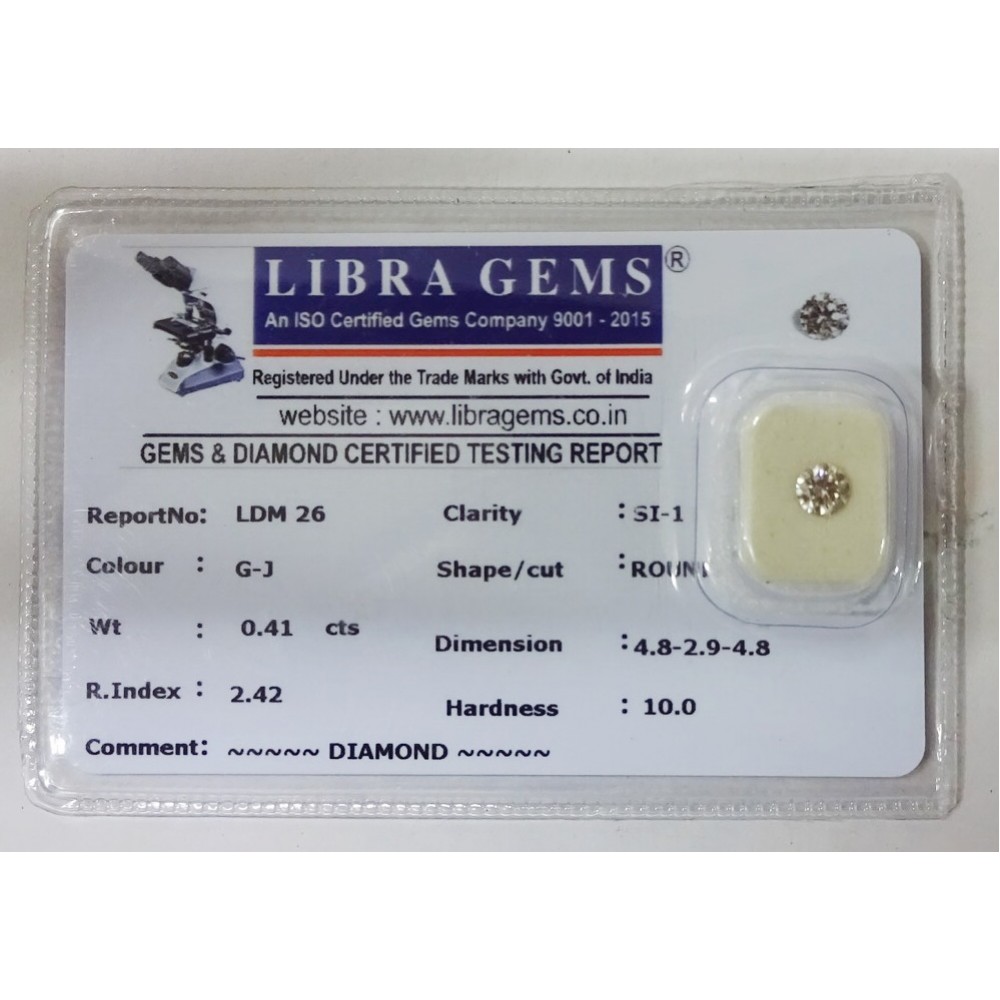 LIBRA GEMS ®
An ISO Certified Gems Company 9001 - 2015
Registered Under the Trade Marks with Govt. of India
website : www.libragems.co.in
GEMS & DIAMOND CERTIFIED TESTING REPORT
ReportNo: LDM 26 Clarity : SI-1
Colour : G-J Shape/cut :
Wt : 0.41 cts Dimension : 4.8-2.9-4.8
R.Index : 2.42 Hardness : 10.0
Comment: ~~~~~ DIAMOND ~~~~~